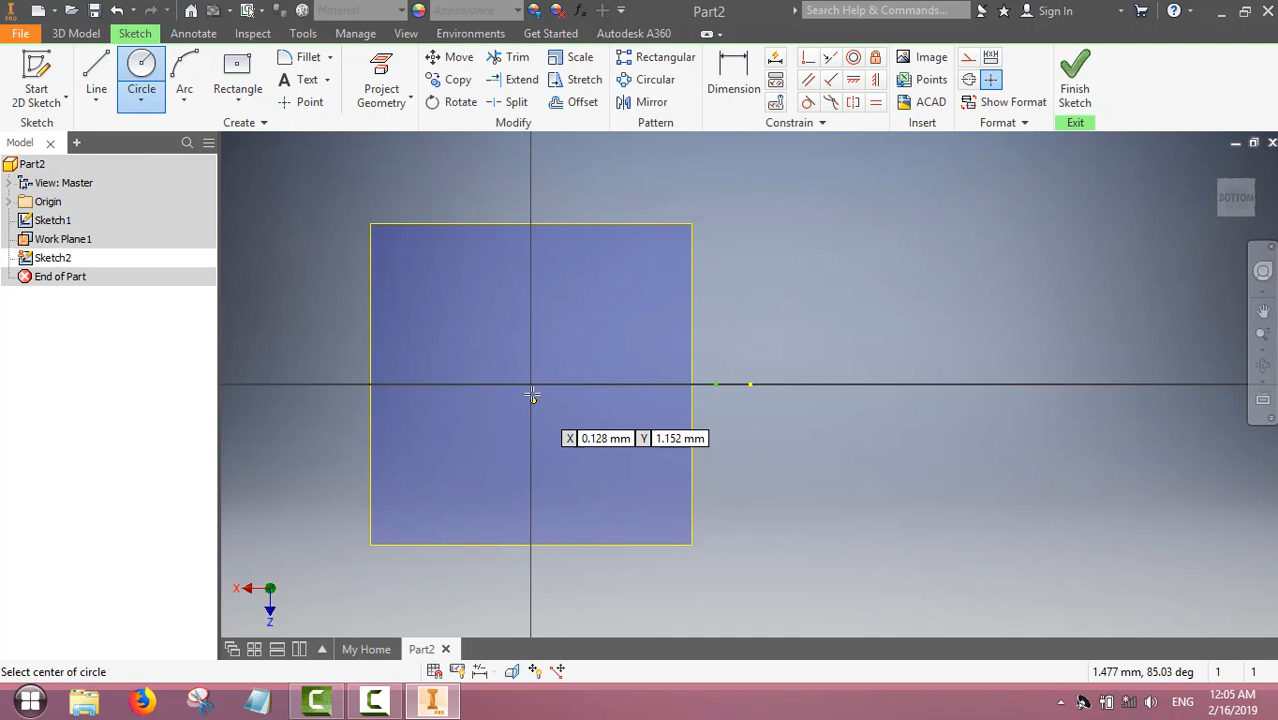 PRO
Material
Appearance
Part2
Search Help & Commands...
Sign In
File
3D Model
Sketch
Annotate
Inspect
Tools
Manage
View
Environments
Get Started
Autodesk A360
Start
2D Sketch
Line
Circle
Arc
Rectangle
Fillet
Text
Point
Project
Geometry
Move
Copy
Rotate
Trim
Extend
Split
Scale
Stretch
Offset
Rectangular
Circular
Mirror
Dimension
Image
Points
ACAD
Show Format
Finish
Sketch
Sketch
Create
Modify
Pattern
Constrain
Insert
Format
Exit
Model
Part2
View: Master
Origin
Sketch1
Work Plane1
Sketch2
End of Part
BOTTOM
X 0.128 mm Y 1.152 mm
X
Z
My Home
Part2
Select center of circle
1.477 mm, 85.03 deg
1
1
ENG
12:05 AM
2/16/2019